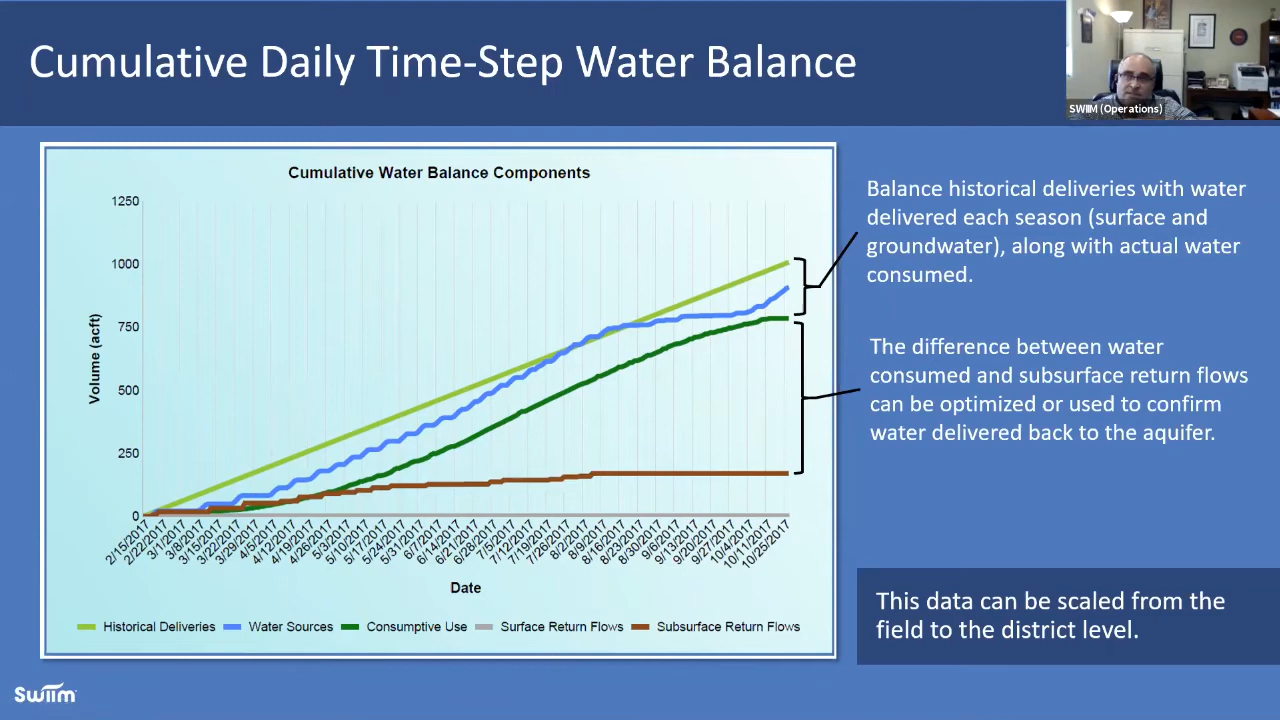 Cumulative Daily Time-Step Water Balance
SWIIM (Operations)
Cumulative Water Balance Components
1250
1000
750
500
250
0
Volume (acft)
2/15/2017
2/22/2017
3/1/2017
3/8/2017
3/15/2017
3/22/2017
3/29/2017
4/5/2017
4/12/2017
4/19/2017
4/26/2017
5/3/2017
5/10/2017
5/17/2017
5/24/2017
5/31/2017
6/7/2017
6/14/2017
6/21/2017
6/28/2017
7/5/2017
7/12/2017
7/19/2017
7/26/2017
8/2/2017
8/9/2017
8/16/2017
8/23/2017
8/30/2017
9/6/2017
9/13/2017
9/20/2017
9/27/2017
10/4/2017
10/11/2017
10/25/2017
Date
Historical Deliveries Water Sources Consumptive Use Surface Return Flows Subsurface Return Flows
Balance historical deliveries with water
delivered each season (surface and
groundwater), along with actual water
consumed.
The difference between water
consumed and subsurface return flows
can be optimized or used to confirm
water delivered back to the aquifer.
This data can be scaled from the
field to the district level.
Swiim